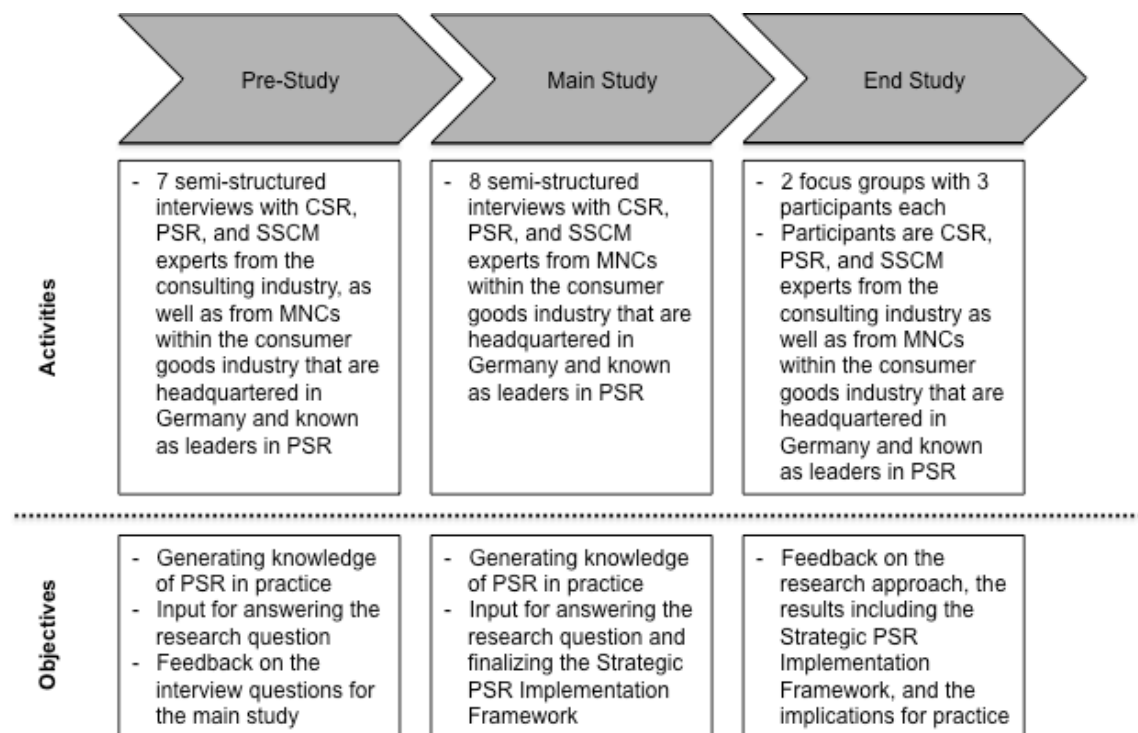 Pre-Study
Main Study
End Study
Activities
- 7 semi-structured
interviews with CSR,
PSR, and SSCM
experts from the
consulting industry, as
well as from MNCs
within the consumer
goods industry that are
headquartered in
Germany and known
as leaders in PSR
- 8 semi-structured
interviews with CSR,
PSR, and SSCM
experts from MNCs
within the consumer
goods industry that are
headquartered in
Germany and known
as leaders in PSR
- 2 focus groups with 3
participants each
- Participants are CSR,
PSR, and SSCM
experts from the
consulting industry as
well as from MNCs
within the consumer
goods industry that are
headquartered in
Germany and known
as leaders in PSR
Objectives
- Generating knowledge
of PSR in practice
- Input for answering the
research question
- Feedback on the
interview questions for
the main study
- Generating knowledge
of PSR in practice
- Input for answering the
research question and
finalizing the Strategic
PSR Implementation
Framework
- Feedback on the
research approach, the
results including the
Strategic PSR
Implementation
Framework, and the
implications for practice